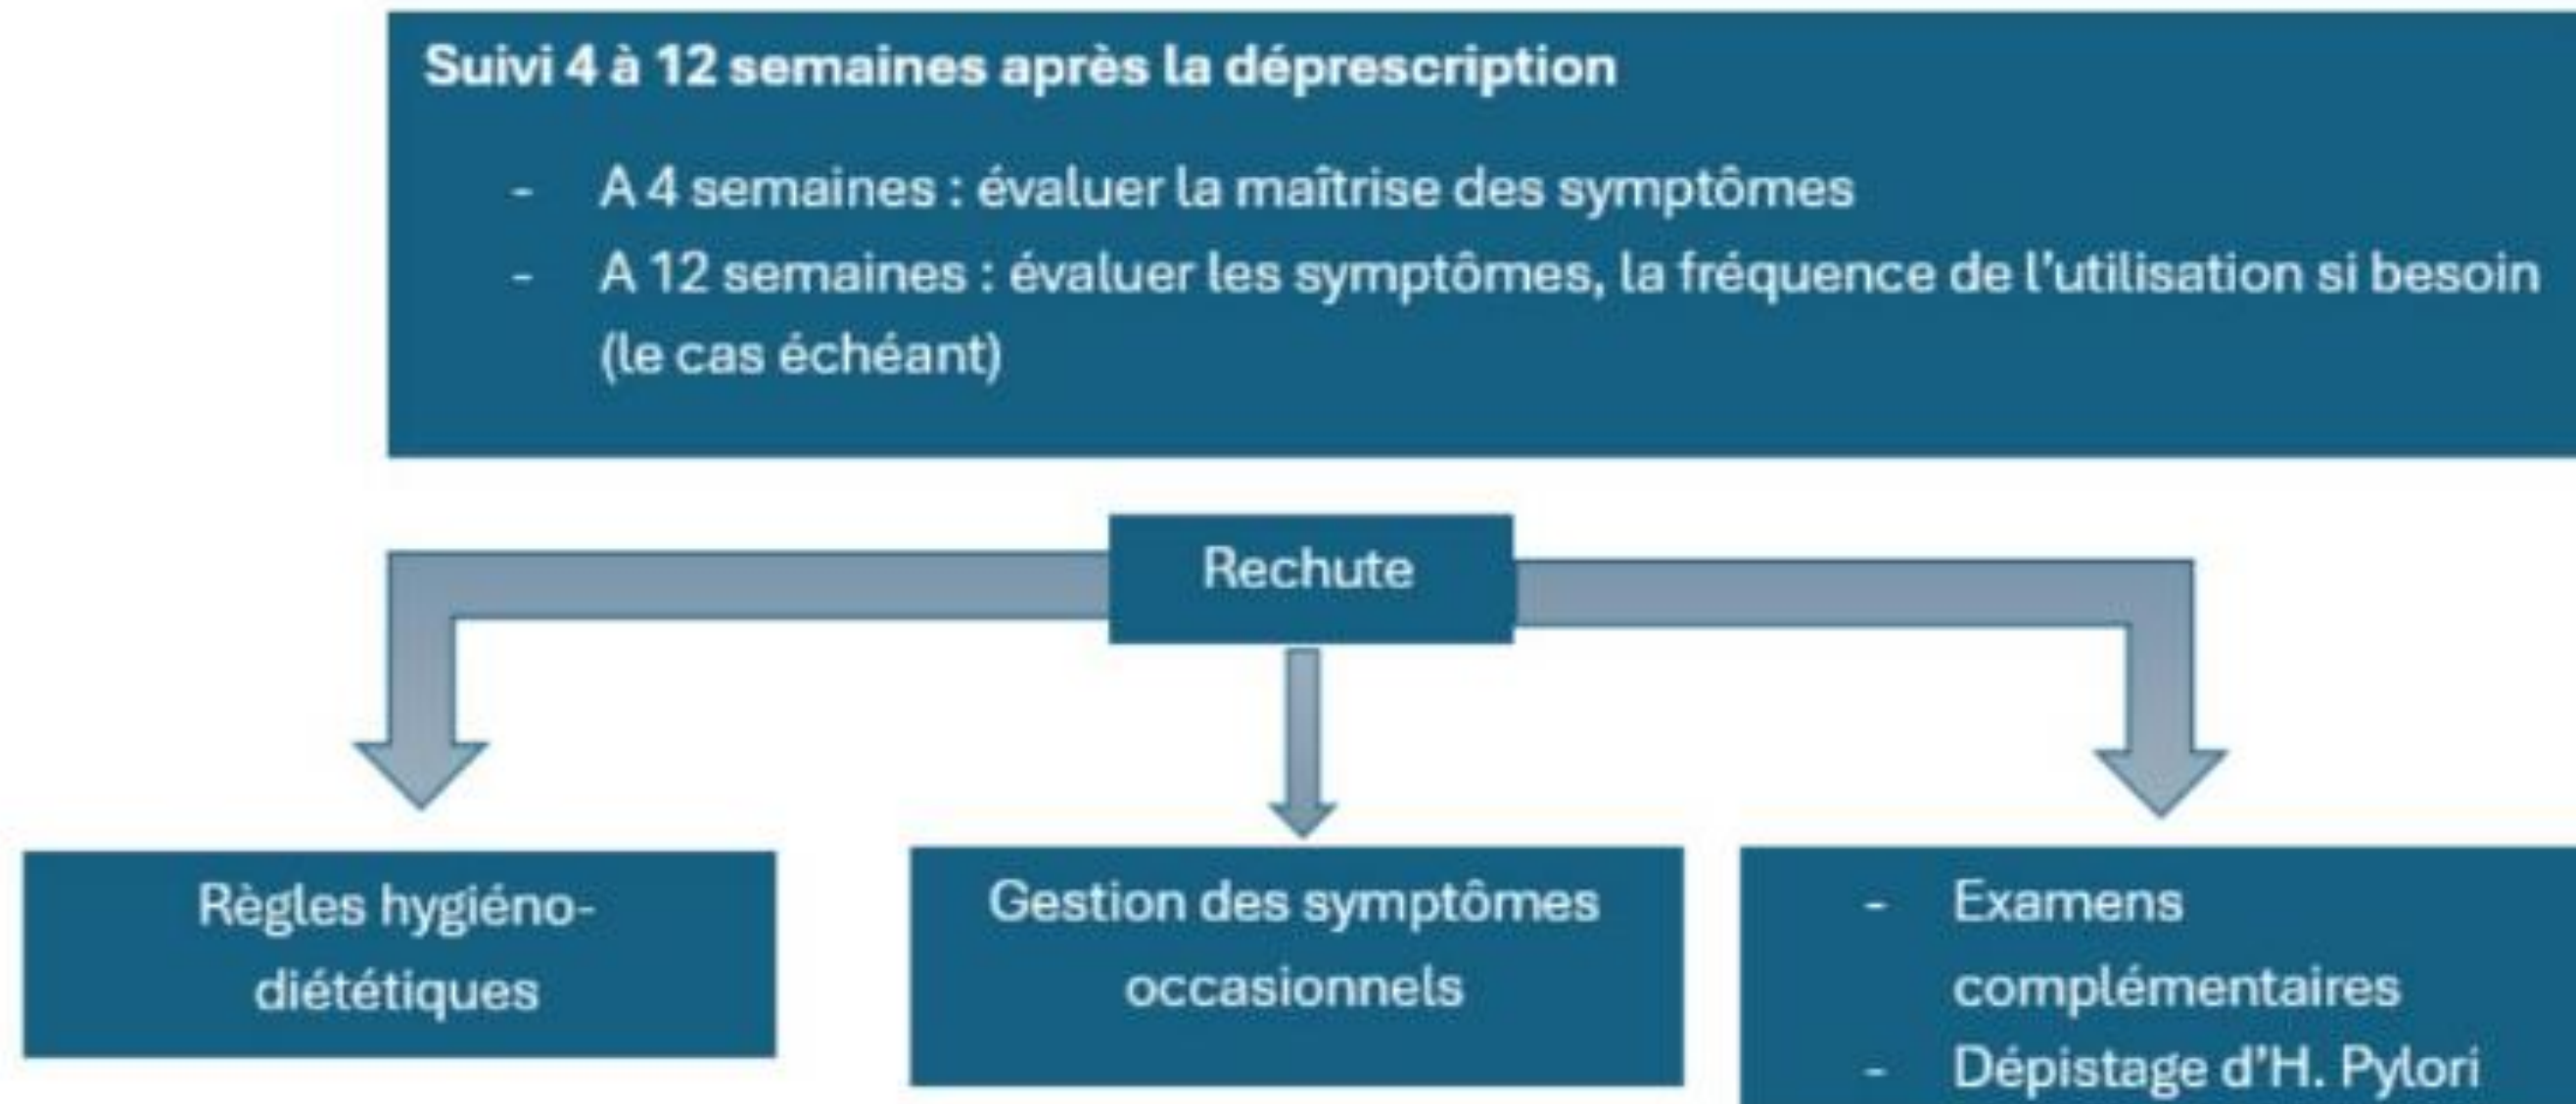 Suivi 4 à 12 semaines après la déprescription
- A 4 semaines : évaluer la maîtrise des symptômes
- A 12 semaines : évaluer les symptômes, la fréquence de l'utilisation si besoin
(le cas échéant)
Rechute
Règles hygiéno-
diététiques
Gestion des symptômes
occasionnels
- Examens
complémentaires
- Dépistage d'H. Pylori